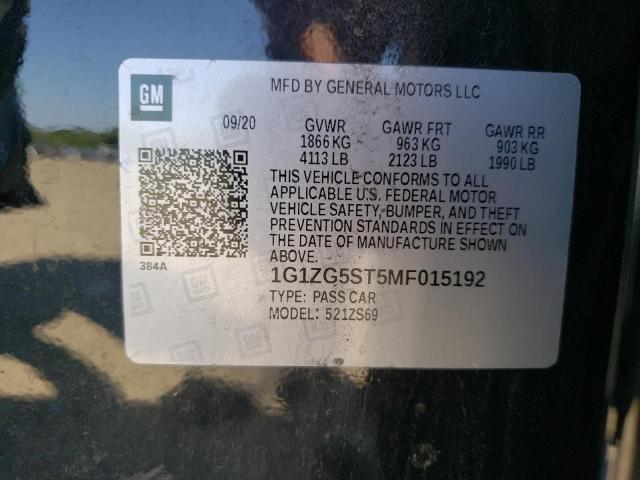 GM
MFD BY GENERAL MOTORS LLC
09/20 GVWR GAWR FRT GAWR RR
1866 KG 963 KG 903 KG
4113 LB 2123 LB 1990 LB
THIS VEHICLE CONFORMS TO ALL
APPLICABLE U.S. FEDERAL MOTOR
VEHICLE SAFETY, BUMPER, AND THEFT
PREVENTION STANDARDS IN EFFECT ON
THE DATE OF MANUFACTURE SHOWN
ABOVE.
384A
1G1ZG5ST5MF015192
TYPE: PASS CAR
MODEL: 521ZS69